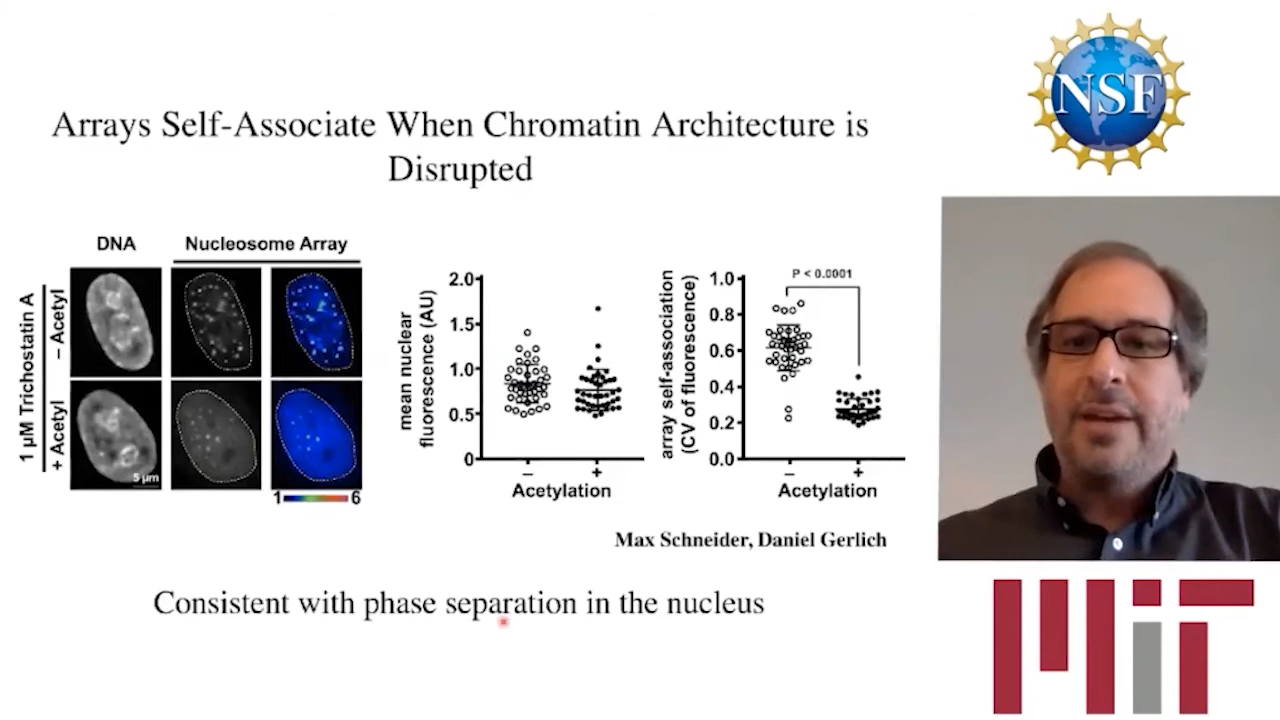 NSF
Arrays Self-Associate When Chromatin Architecture is
Disrupted
DNA
Nucleosome Array
1 µM Trichostatin A
– Acetyl
+ Acetyl
5 µm
1
6
mean nuclear
fluorescence (AU)
2.0
1.5
1.0
0.5
0
– +
Acetylation
array self-association
(CV of fluorescence)
P < 0.0001
1.0
0.8
0.6
0.4
0.2
0.0
– +
Acetylation
Max Schneider, Daniel Gerlich
Consistent with phase separation in the nucleus
MIT